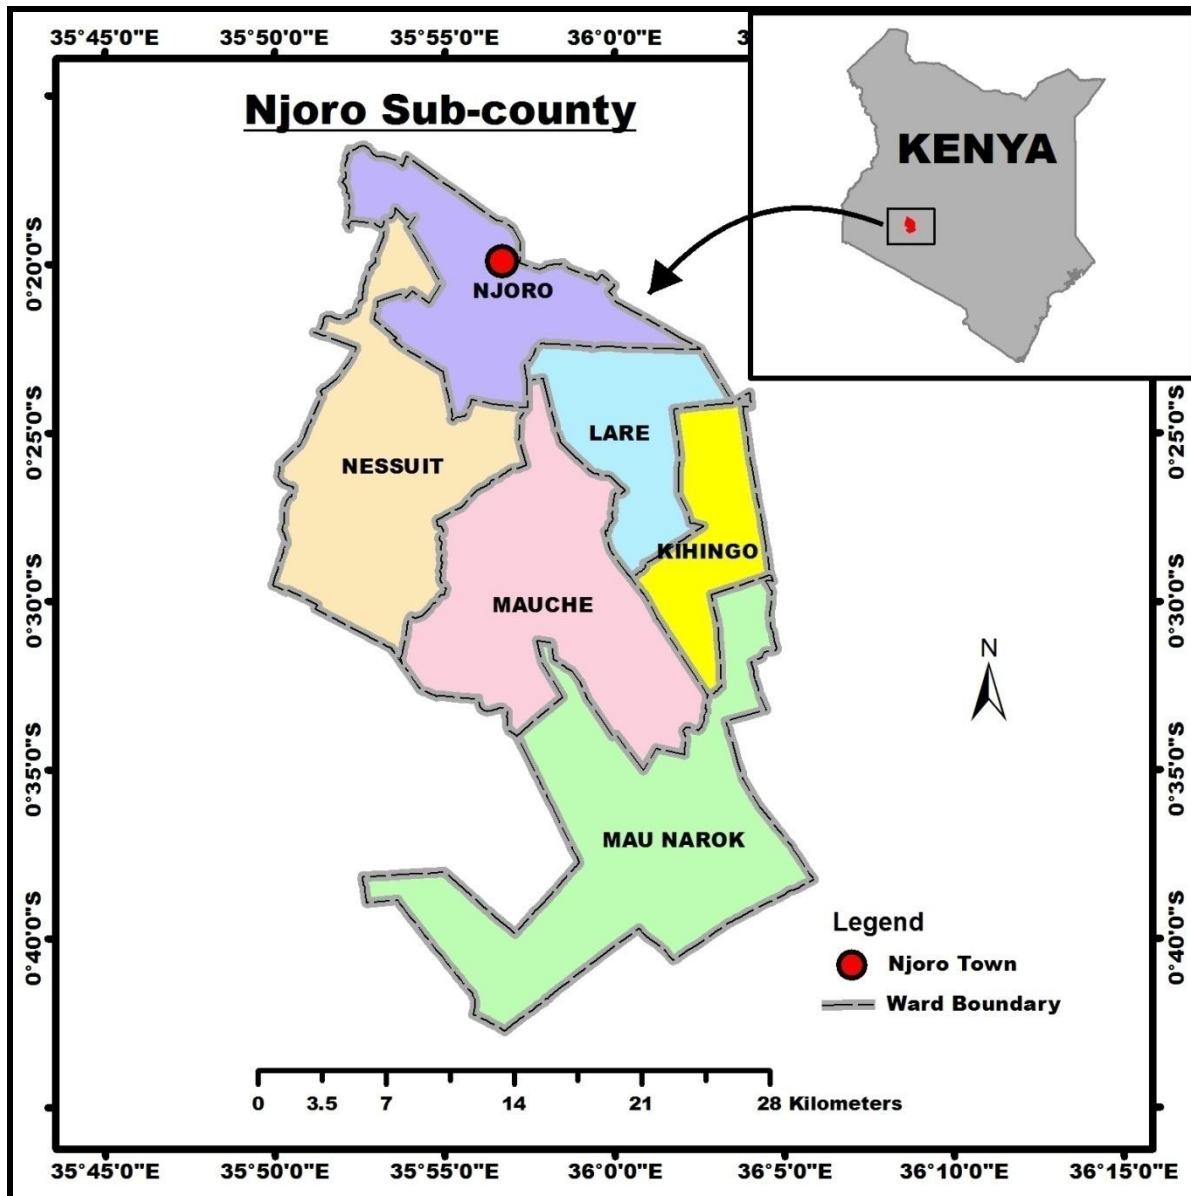 35°45'0"E 35°50'0"E 35°55'0"E 36°0'0"E 3
Njoro Sub-county
KENYA
0°20'0"S
NJORO
0°25'0"S 0°25'0"S
LARE
NESSUIT
KIHINGO
0°30'0"S 0°30'0"S
MAUCHE
N
0°35'0"S 0°35'0"S
MAU NAROK
Legend
0°40'0"S 0°40'0"S
Njoro Town
Ward Boundary
0 3.5 7 14 21 28 Kilometers
35°45'0"E 35°50'0"E 35°55'0"E 36°0'0"E 36°5'0"E 36°10'0"E 36°15'0"E